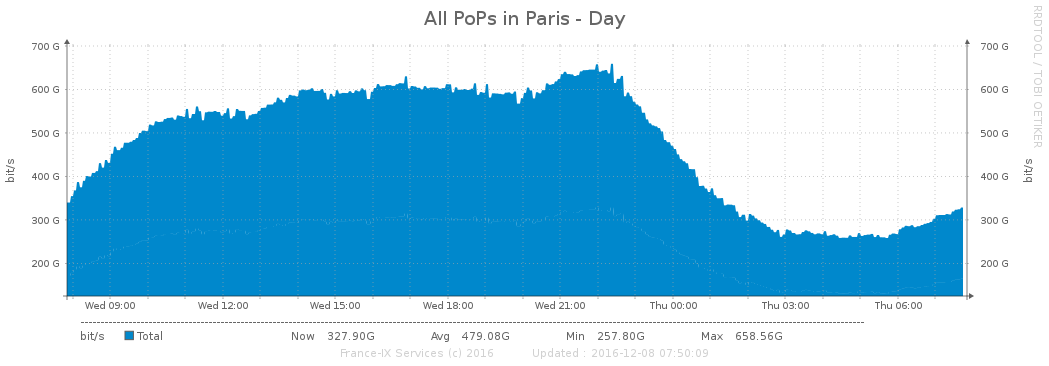 All PoPs in Paris - Day
RRDTOOL / TOBI OETIKER
bit/s
700 G
600 G
500 G
400 G
300 G
200 G
700 G
600 G
500 G
400 G
300 G
200 G
bit/s
Wed 09:00 Wed 12:00 Wed 15:00 Wed 18:00 Wed 21:00 Thu 00:00 Thu 03:00 Thu 06:00
bit/s Total Now 327.90G Avg 479.08G Min 257.80G Max 658.56G
France-IX Services (c) 2016 Updated : 2016-12-08 07:50:09